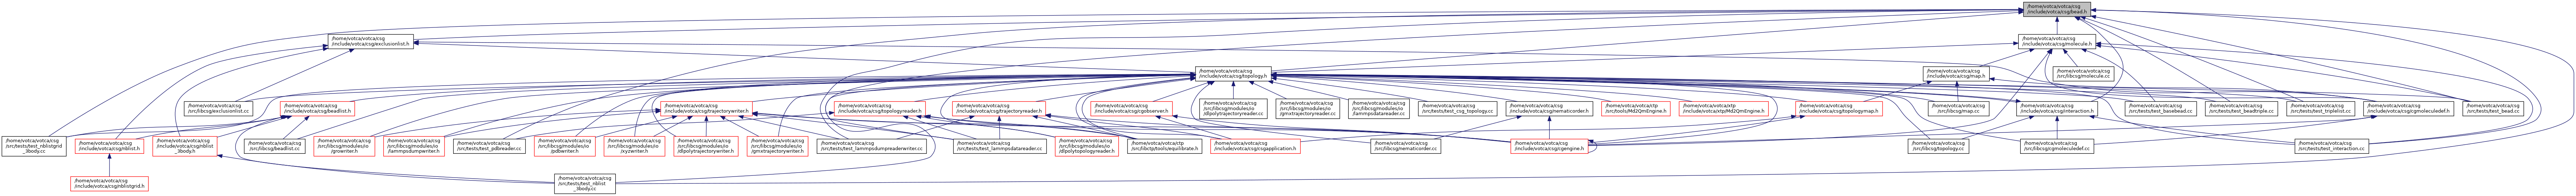 /home/votca/votca/csg
/include/votca/csg/bead.h
/home/votca/votca/csg
/include/votca/csg/exclusionlist.h
/home/votca/votca/csg
/include/votca/csg/molecule.h
/home/votca/votca/csg
/include/votca/csg/topology.h
/home/votca/votca/csg
/include/votca/csg/map.h
/home/votca/votca/csg
/src/libcsg/molecule.cc
/home/votca/votca/csg
/src/libcsg/exclusionlist.cc
/home/votca/votca/csg
/include/votca/csg/beadlist.h
/home/votca/votca/csg
/include/votca/csg/trajectorywriter.h
/home/votca/votca/csg
/include/votca/csg/topologyreader.h
/home/votca/votca/csg
/include/votca/csg/trajectoryreader.h
/home/votca/votca/csg
/include/votca/csg/cgobserver.h
/home/votca/votca/csg
/src/libcsg/modules/io
/dlpolytrajectoryreader.cc
/home/votca/votca/csg
/src/libcsg/modules/io
/gmxtrajectoryreader.cc
/home/votca/votca/csg
/src/libcsg/modules/io
/lammpsdatareader.cc
/home/votca/votca/csg
/src/tests/test_csg_topology.cc
/home/votca/votca/csg
/include/votca/csg/nematicorder.h
/home/votca/votca/ctp
/src/tools/Md2QmEngine.h
/home/votca/votca/xtp
/include/votca/xtp/Md2QmEngine.h
/home/votca/votca/csg
/include/votca/csg/topologymap.h
/home/votca/votca/csg
/src/libcsg/map.cc
/home/votca/votca/csg
/include/votca/csg/interaction.h
/home/votca/votca/csg
/src/tests/test_basebead.cc
/home/votca/votca/csg
/src/tests/test_beadtriple.cc
/home/votca/votca/csg
/src/tests/test_triplelist.cc
/home/votca/votca/csg
/include/votca/csg/cgmoleculedef.h
/home/votca/votca/csg
/src/tests/test_bead.cc
/home/votca/votca/csg
/src/tests/test_nblistgrid
_3body.cc
/home/votca/votca/csg
/include/votca/csg/nblist.h
/home/votca/votca/csg
/include/votca/csg/nblist
_3body.h
/home/votca/votca/csg
/src/libcsg/beadlist.cc
/home/votca/votca/csg
/src/libcsg/modules/io
/growriter.h
/home/votca/votca/csg
/src/libcsg/modules/io
/lammpsdumpwriter.h
/home/votca/votca/csg
/src/tests/test_pdbreader.cc
/home/votca/votca/csg
/src/libcsg/modules/io
/pdbwriter.h
/home/votca/votca/csg
/src/libcsg/modules/io
/xyzwriter.h
/home/votca/votca/csg
/src/libcsg/modules/io
/dlpolytrajectorywriter.h
/home/votca/votca/csg
/src/libcsg/modules/io
/gmxtrajectorywriter.h
/home/votca/votca/csg
/src/tests/test_lammpsdumpreaderwriter.cc
/home/votca/votca/csg
/src/tests/test_lammpsdatareader.cc
/home/votca/votca/csg
/src/libcsg/modules/io
/dlpolytopologyreader.h
/home/votca/votca/ctp
/src/libctp/tools/equilibrate.h
/home/votca/votca/csg
/include/votca/csg/csgapplication.h
/home/votca/votca/csg
/src/libcsg/nematicorder.cc
/home/votca/votca/csg
/include/votca/csg/cgengine.h
/home/votca/votca/csg
/src/libcsg/topology.cc
/home/votca/votca/csg
/src/libcsg/cgmoleculedef.cc
/home/votca/votca/csg
/src/tests/test_interaction.cc
/home/votca/votca/csg
/include/votca/csg/nblistgrid.h
/home/votca/votca/csg
/src/tests/test_nblist
_3body.cc